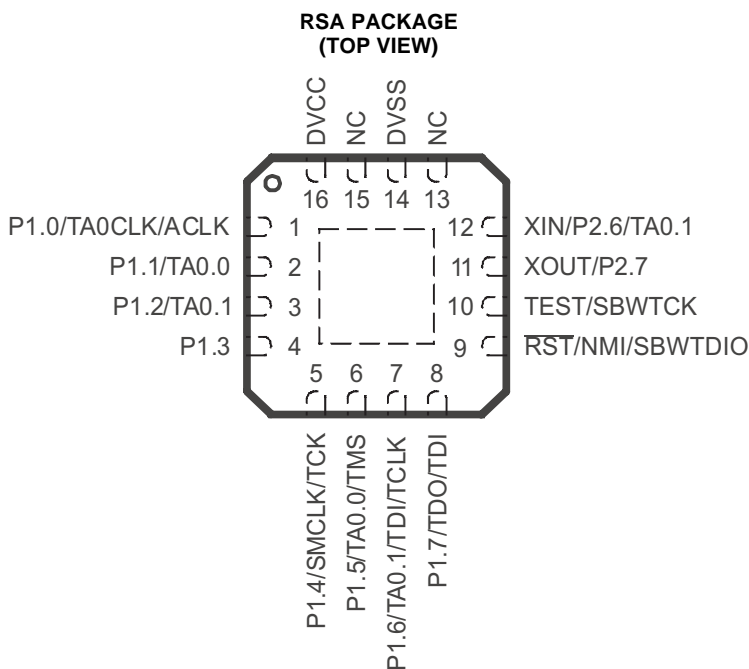 RSA PACKAGE
(TOP VIEW)
DVCC
NC
DVSS
NC
16
15
14
13
P1.0/TA0CLK/ACLK
1
P1.1/TA0.0
2
P1.2/TA0.1
3
P1.3
4
12
XIN/P2.6/TA0.1
11
XOUT/P2.7
10
TEST/SBWTCK
9
RST/NMI/SBWTDIO
5
6
7
8
P1.4/SMCLK/TCK
P1.5/TA0.0/TMS
P1.6/TA0.1/TDI/TCLK
P1.7/TDO/TDI